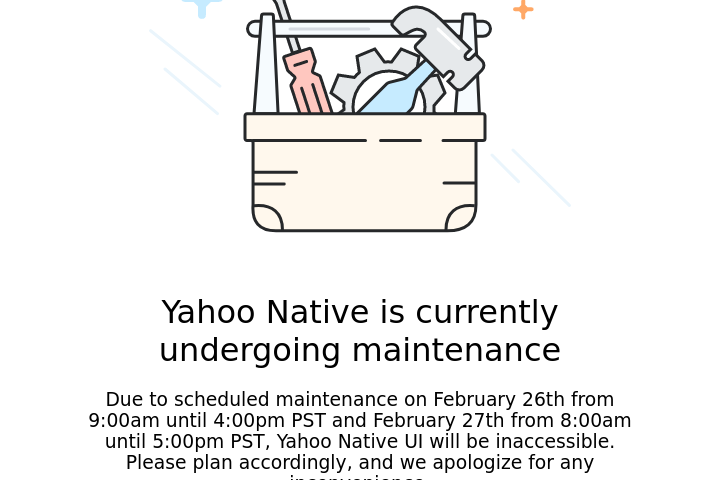 Yahoo Native is currently
undergoing maintenance
Due to scheduled maintenance on February 26th from
9:00am until 4:00pm PST and February 27th from 8:00am
until 5:00pm PST, Yahoo Native UI will be inaccessible.
Please plan accordingly, and we apologize for any